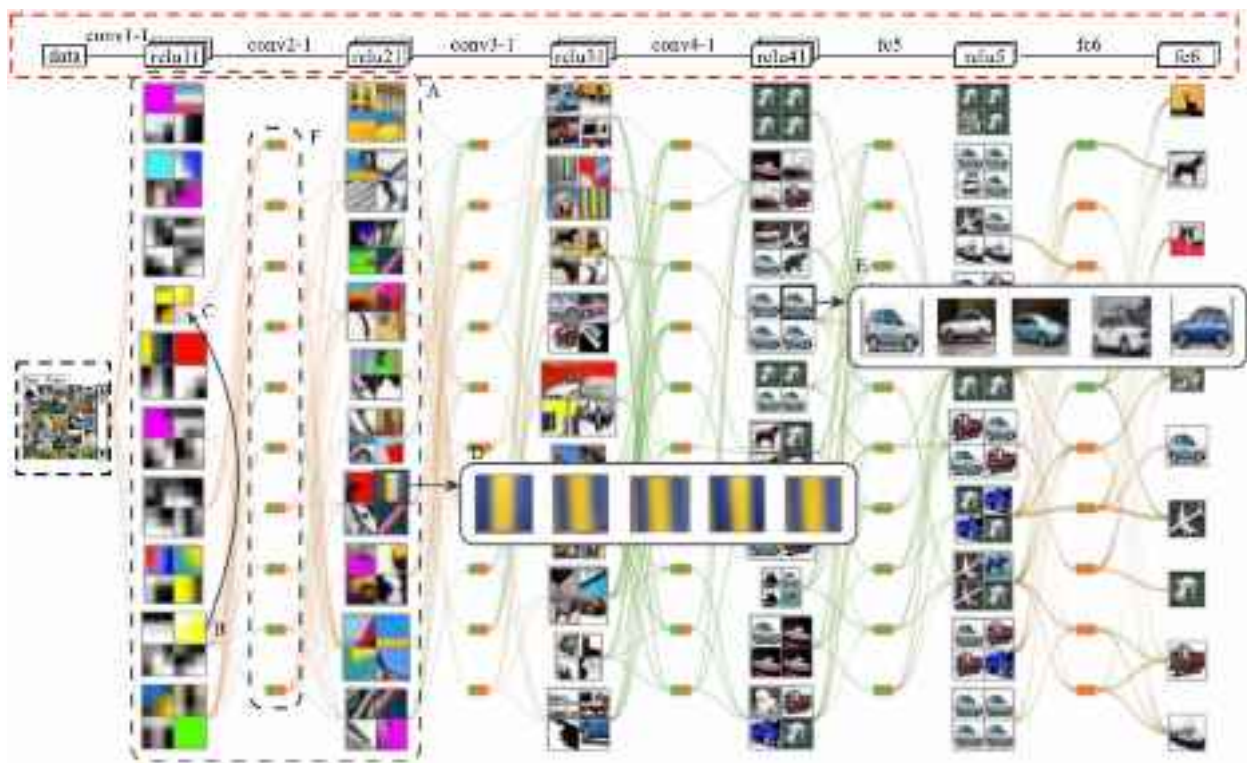 conv1-1 conv2-1 conv3-1 conv4-1 fc5 fc6
data relu11 relu21 relu31 relu41 relu5 fc6
A
F
E
C
D
B